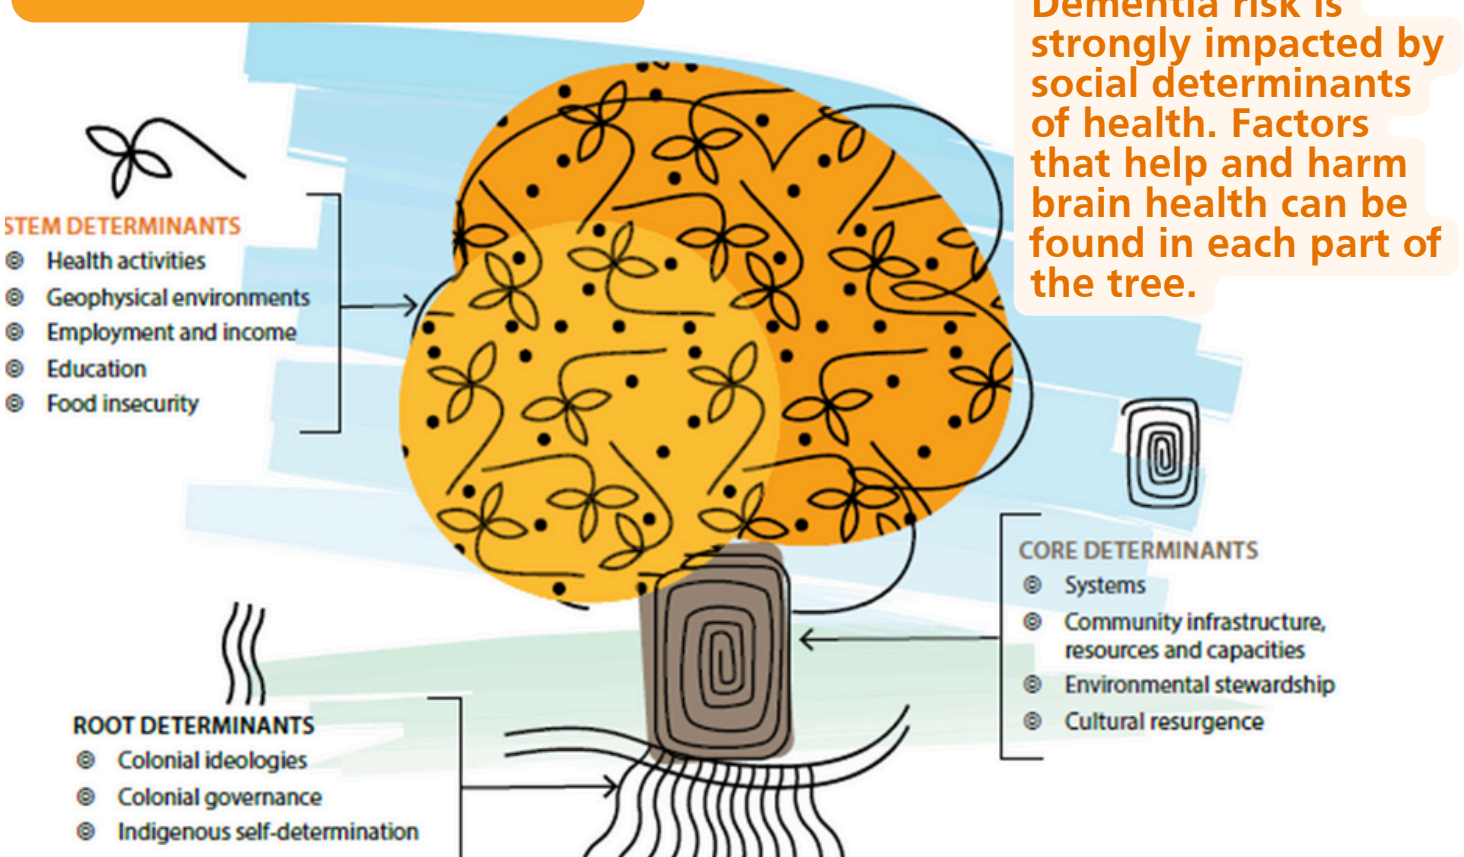 Dementia risk is
strongly impacted by
social determinants
of health. Factors
that help and harm
brain health can be
found in each part of
the tree.
STEM DETERMINANTS
Health activities
Geophysical environments
Employment and income
Education
Food insecurity
CORE DETERMINANTS
Systems
Community infrastructure,
resources and capacities
Environmental stewardship
Cultural resurgence
ROOT DETERMINANTS
Colonial ideologies
Colonial governance
Indigenous self-determination